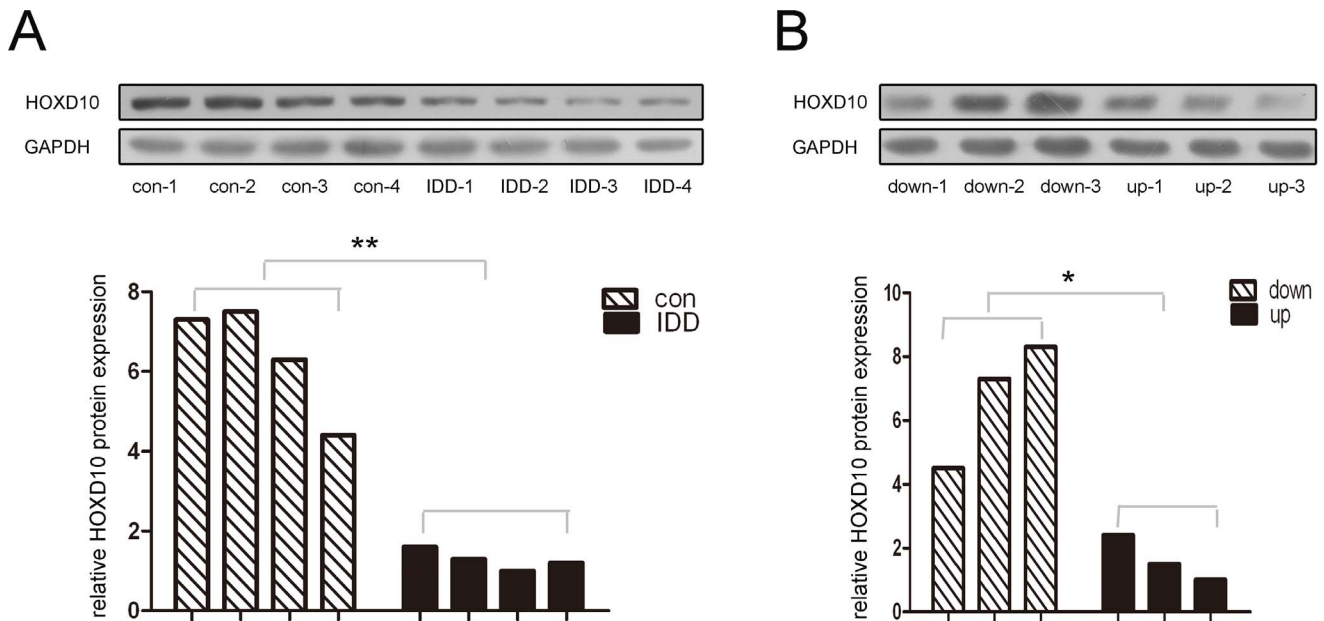 A
HOXD10
GAPDH
con-1 con-2 con-3 con-4 IDD-1 IDD-2 IDD-3 IDD-4
**
relative HOXD10 protein expression
8
6
4
2
0
con
IDD
B
HOXD10
GAPDH
down-1 down-2 down-3 up-1 up-2 up-3
*
relative HOXD10 protein expression
10
8
6
4
2
0
down
up